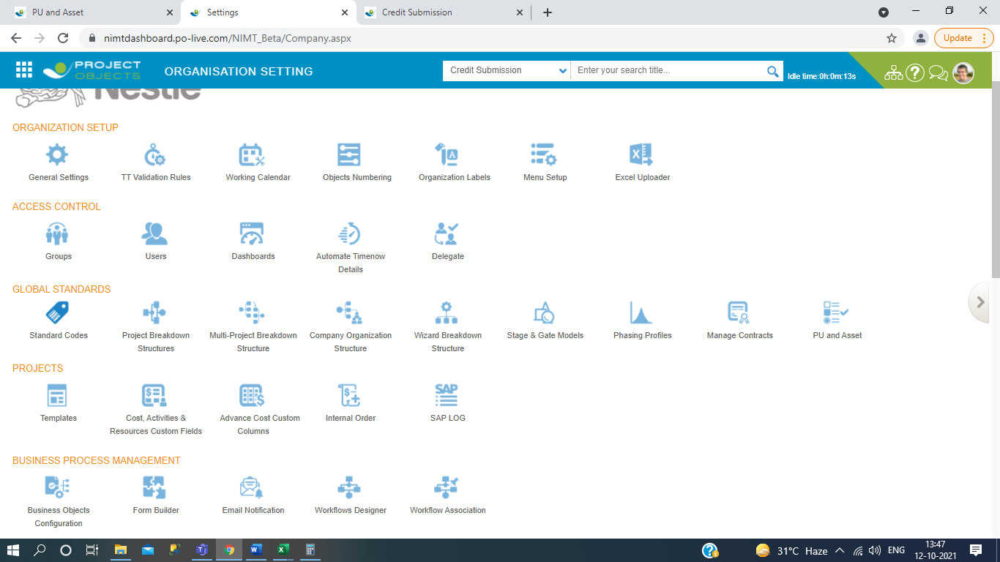 PU and Asset
Settings
Credit Submission
nimtdashboard.po-live.com/NIMT_Beta/Company.aspx
Update
PROJECT
OBJECTS
ORGANISATION SETTING
Credit Submission
Enter your search title...
Idle time:0h:0m:13s
Nestlé
ORGANIZATION SETUP
General Settings
TT Validation Rules
Working Calendar
Objects Numbering
Organization Labels
Menu Setup
Excel Uploader
ACCESS CONTROL
Groups
Users
Dashboards
Automate Timenow
Details
Delegate
GLOBAL STANDARDS
Standard Codes
Project Breakdown
Structures
Multi-Project Breakdown
Structure
Company Organization
Structure
Wizard Breakdown
Structure
Stage & Gate Models
Phasing Profiles
Manage Contracts
PU and Asset
PROJECTS
Templates
Cost, Activities &
Resources Custom Fields
Advance Cost Custom
Columns
Internal Order
SAP
SAP LOG
BUSINESS PROCESS MANAGEMENT
Business Objects
Configuration
Form Builder
Email Notification
Workflows Designer
Workflow Association
31°C Haze
ENG
13:47
12-10-2021